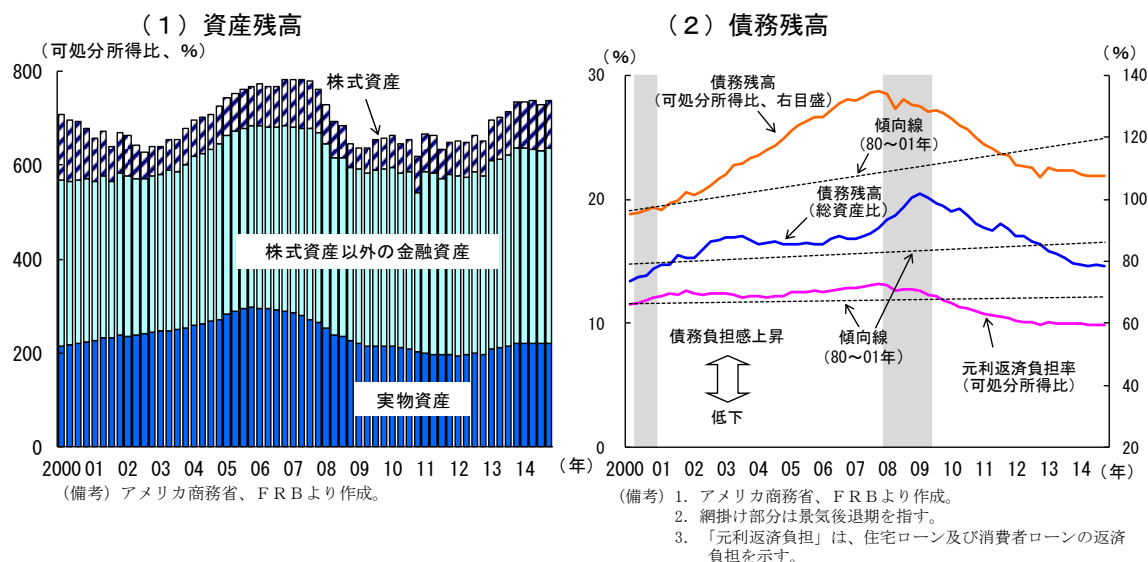 (1)資産残高
(可処分所得比、%)
800
600
400
200
0
株式資産
株式資産以外の金融資産
実物資産
2000 01 02 03 04 05 06 07 08 09 10 11 12 13 14 (年)
(備考)アメリカ商務省、FRBより作成。
(2)債務残高
(%)
(%)
30
20
10
0
140
120
100
80
60
40
20
債務残高
(可処分所得比、右目盛)
傾向線
(80~01年)
債務残高
(総資産比)
債務負担感上昇
低下
傾向線
(80~01年)
元利返済負担率
(可処分所得比)
2000 01 02 03 04 05 06 07 08 09 10 11 12 13 14 (年)
(備考)1. アメリカ商務省、FRBより作成。
2. 網掛け部分は景気後退期を指す。
3. 「元利返済負担」は、住宅ローン及び消費者ローンの返済
負担を示す。